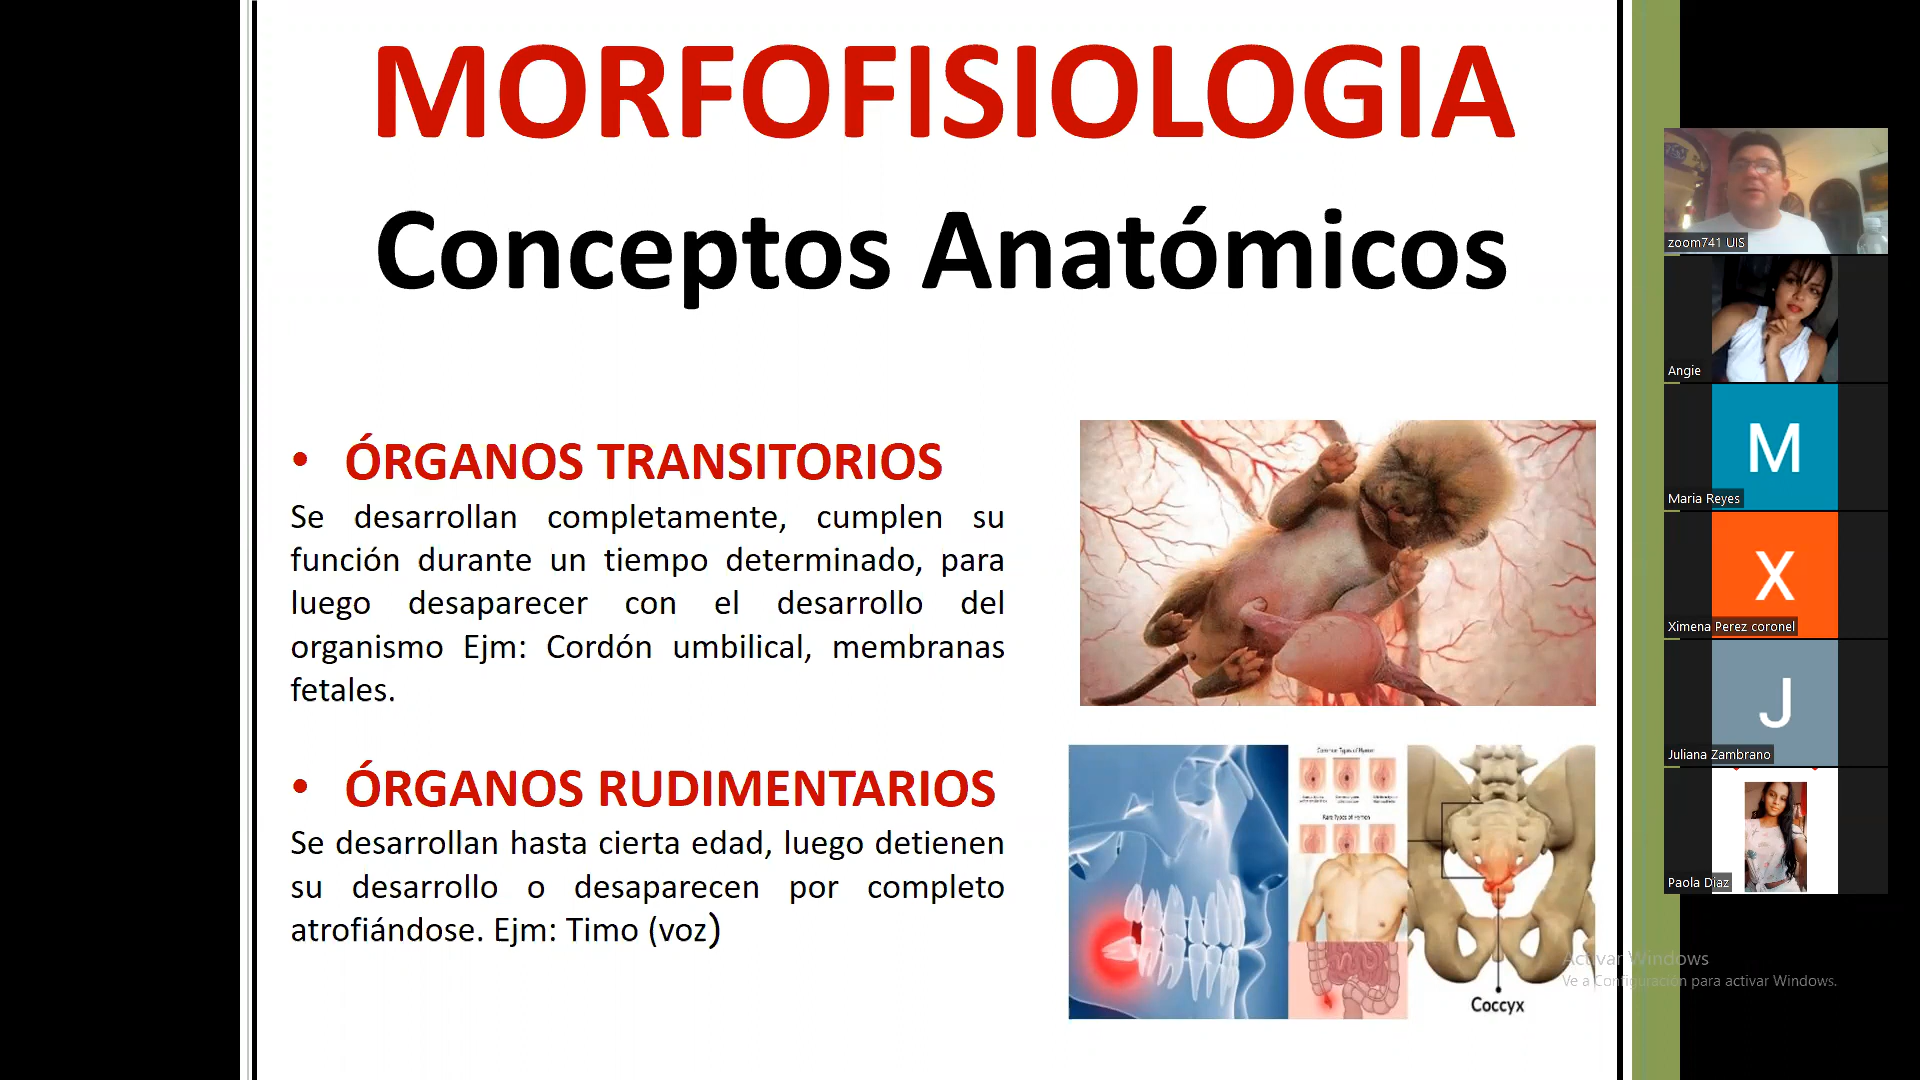 MORFOFISIOLOGIA
Conceptos Anatómicos
• ÓRGANOS TRANSITORIOS
Se desarrollan completamente, cumplen su
función durante un tiempo determinado, para
luego desaparecer con el desarrollo del
organismo Ejm: Cordón umbilical, membranas
fetales.
• ÓRGANOS RUDIMENTARIOS
Se desarrollan hasta cierta edad, luego detienen
su desarrollo o desaparecen por completo
atrofiándose. Ejm: Timo (voz)
Coccyx
zoom741 UIS
Angie
M
Maria Reyes
X
Ximena Perez coronel
J
Juliana Zambrano
Paola Diaz
Activar Windows
Ve a Configuración para activar Windows.